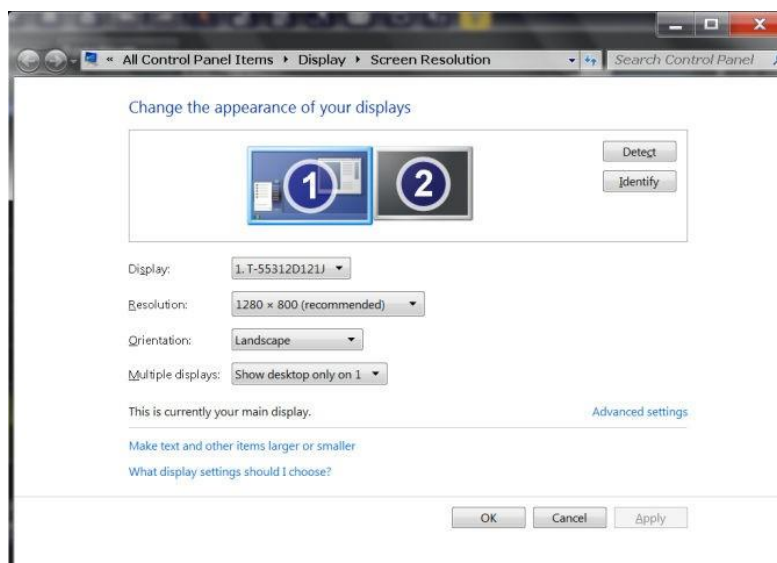 « All Control Panel Items ▸ Display ▸ Screen Resolution Search Control Panel
Change the appearance of your displays
1 2
Detect
Identify
Display: 1. T-55312D121J
Resolution: 1280 × 800 (recommended)
Orientation: Landscape
Multiple displays: Show desktop only on 1
This is currently your main display. Advanced settings
Make text and other items larger or smaller
What display settings should I choose?
OK Cancel Apply